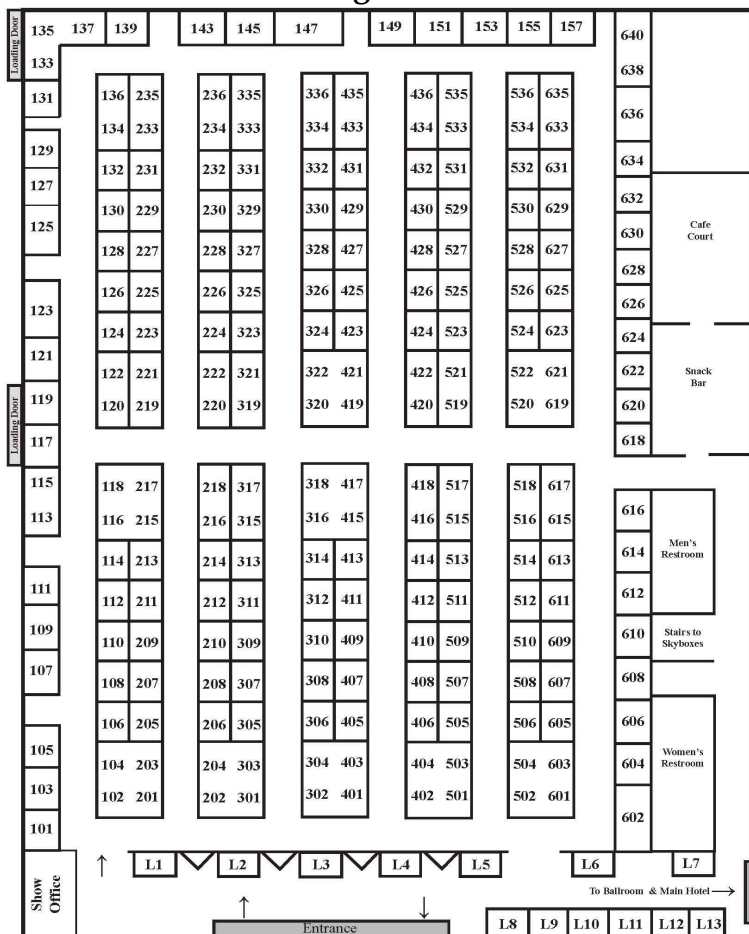 135 137 139 143 145 147 149 151 153 155 157 640
Loading Door
133 638
136 235 236 335 336 435 436 535 536 635
131 636
134 233 234 333 334 433 434 533 534 633
129 634
132 231 232 331 332 431 432 531 532 631
127 632
130 229 230 329 330 429 430 529 530 629
125 630
Cafe
Court
128 227 228 327 328 427 428 527 528 627
628
126 225 226 325 326 425 426 525 526 625
626
123
124 223 224 323 324 423 424 523 524 623
624
121
122 221 222 321 322 421 422 521 522 621
622
Snack
Bar
119
Loading Door
120 219 220 319 320 419 420 519 520 619
620
117 618
115
118 217 218 317 318 417 418 517 518 617
616
113
116 215 216 315 316 415 416 515 516 615
614
Men's
Restroom
114 213 214 313 314 413 414 513 514 613
111 612
112 211 212 311 312 411 412 511 512 611
109
110 209 210 309 310 409 410 509 510 609
610
Stairs to
Skyboxes
107
108 207 208 307 308 407 408 507 508 607
608
106 205 206 305 306 405 406 505 506 605
606
105
104 203 204 303 304 403 404 503 504 603
604
Women's
Restroom
103
102 201 202 301 302 401 402 501 502 601
602
101
Show
Office
L1 L2 L3 L4 L5 L6 L7
To Ballroom & Main Hotel
Entrance
L8 L9 L10 L11 L12 L13